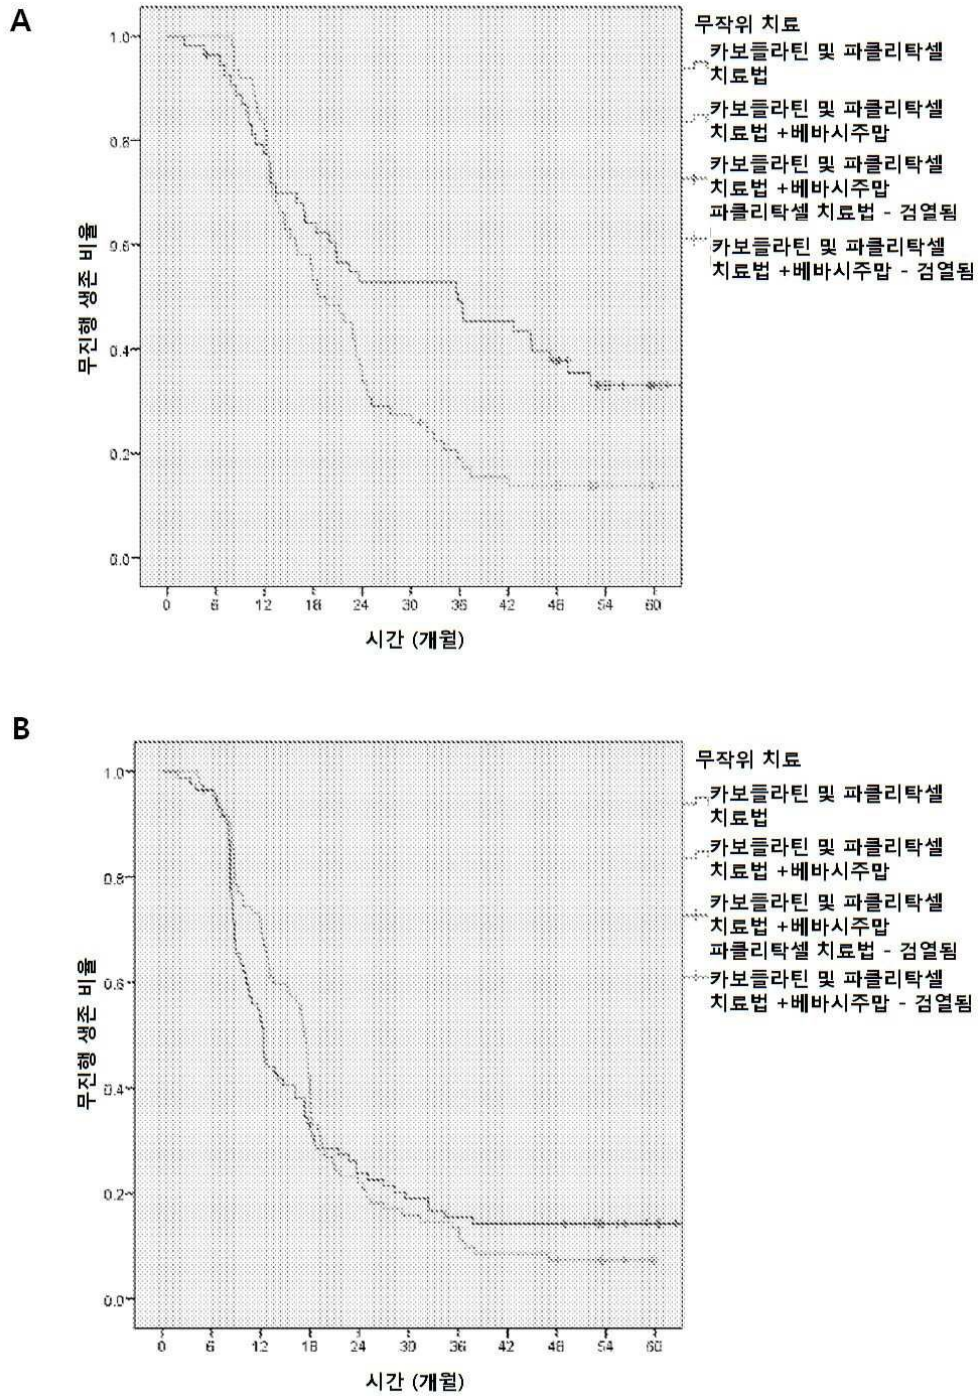 A
무작위 치료
카보플라틴 및 파클리탁셀
치료법
카보플라틴 및 파클리탁셀
치료법 +베바시주맙
카보플라틴 및 파클리탁셀
치료법 +베바시주맙
파클리탁셀 치료법 - 검열됨
카보플라틴 및 파클리탁셀
치료법 +베바시주맙 - 검열됨
무진행 생존 비율
1.0
0.8
0.6
0.4
0.2
0.0
0 6 12 18 24 30 36 42 48 54 60
시간 (개월)
B
무작위 치료
카보플라틴 및 파클리탁셀
치료법
카보플라틴 및 파클리탁셀
치료법 +베바시주맙
카보플라틴 및 파클리탁셀
치료법 +베바시주맙
파클리탁셀 치료법 - 검열됨
카보플라틴 및 파클리탁셀
치료법 +베바시주맙 - 검열됨
무진행 생존 비율
1.0
0.8
0.6
0.4
0.2
0.0
0 6 12 18 24 30 36 42 48 54 60
시간 (개월)